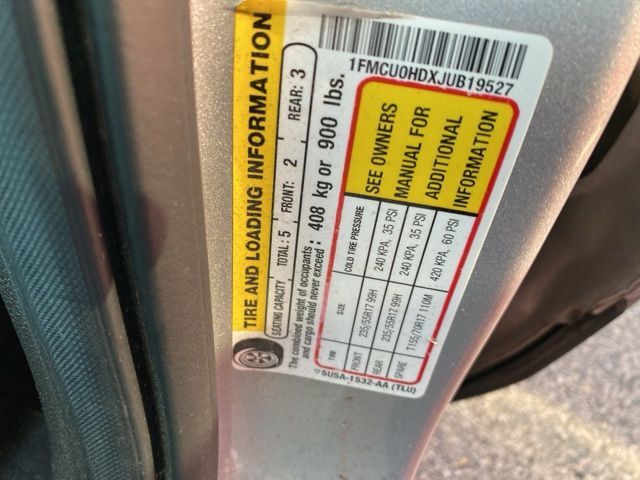 TIRE AND LOADING INFORMATION
SEATING CAPACITY TOTAL: 5 FRONT: 2 REAR: 3
The combined weight of occupants and cargo should never exceed: 408 kg or 900 lbs.
TIRE SIZE COLD TIRE PRESSURE
FRONT 235/55R17 99H 240 KPA, 35 PSI
REAR 235/55R17 99H 240 KPA, 35 PSI
SPARE T155/70R17 110M 420 KPA, 60 PSI
SEE OWNERS
MANUAL FOR
ADDITIONAL
INFORMATION
1FMCU0HDXJUB19527
5U5A-1532-AA (TLU)